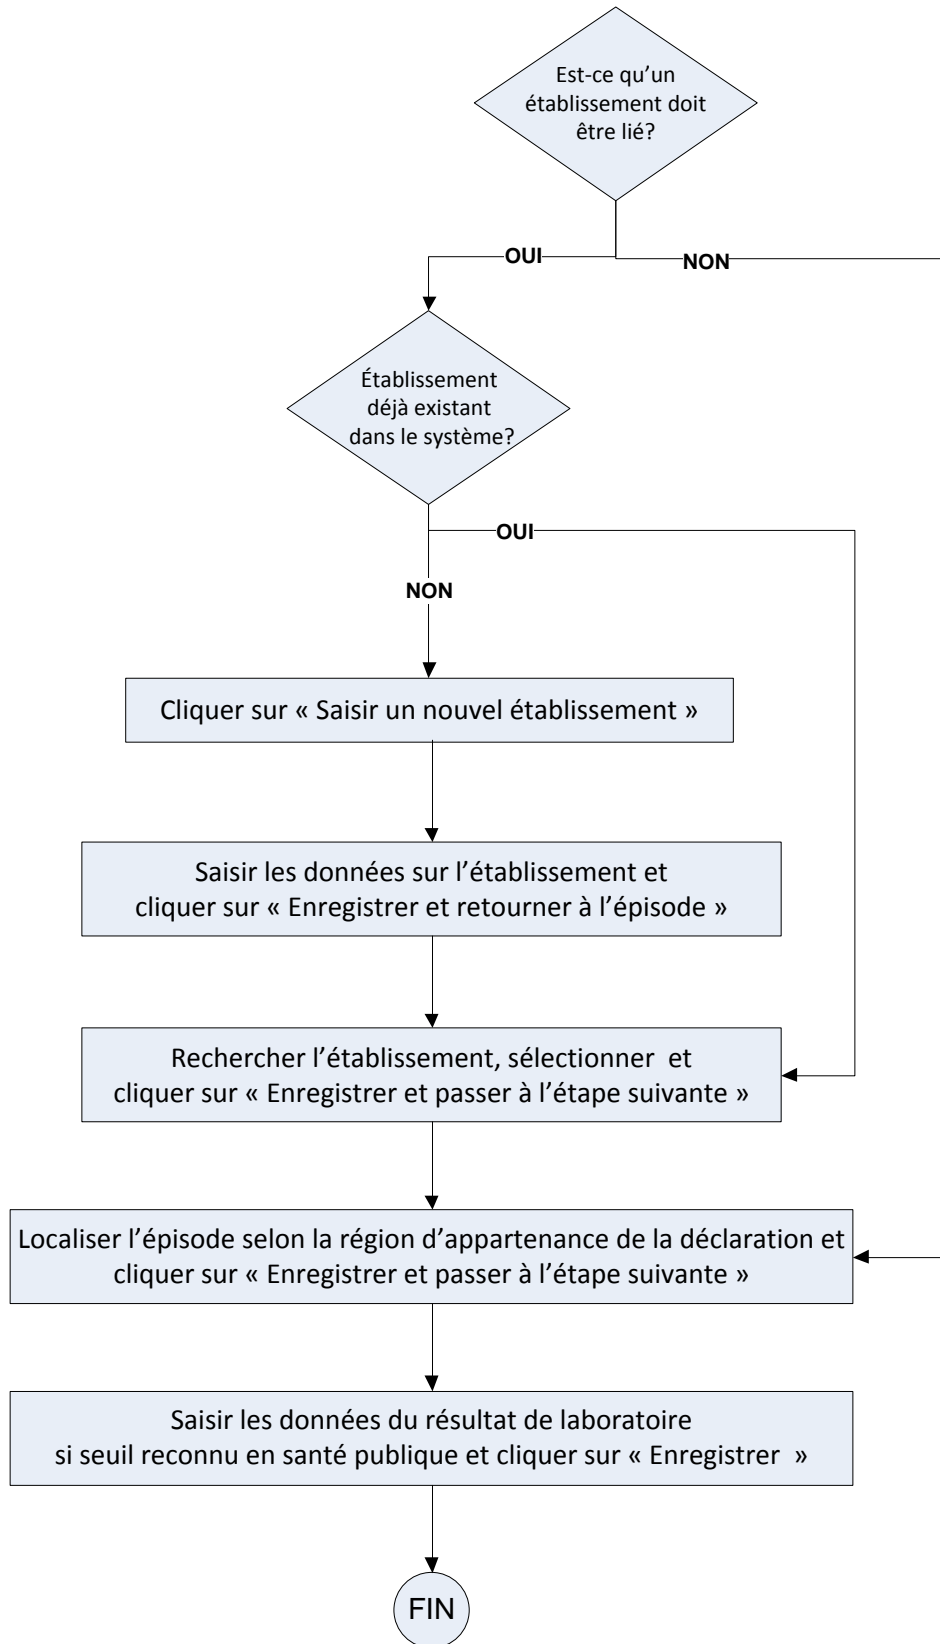 Est-ce qu’un
établissement doit
être lié?
OUI
NON
Établissement
déjà existant
dans le système?
OUI
NON
Cliquer sur « Saisir un nouvel établissement »
Saisir les données sur l’établissement et
cliquer sur « Enregistrer et retourner à l’épisode »
Rechercher l’établissement, sélectionner  et
cliquer sur « Enregistrer et passer à l’étape suivante »
Localiser l’épisode selon la région d’appartenance de la déclaration et
cliquer sur « Enregistrer et passer à l’étape suivante »
Saisir les données du résultat de laboratoire
si seuil reconnu en santé publique et cliquer sur « Enregistrer  »
FIN